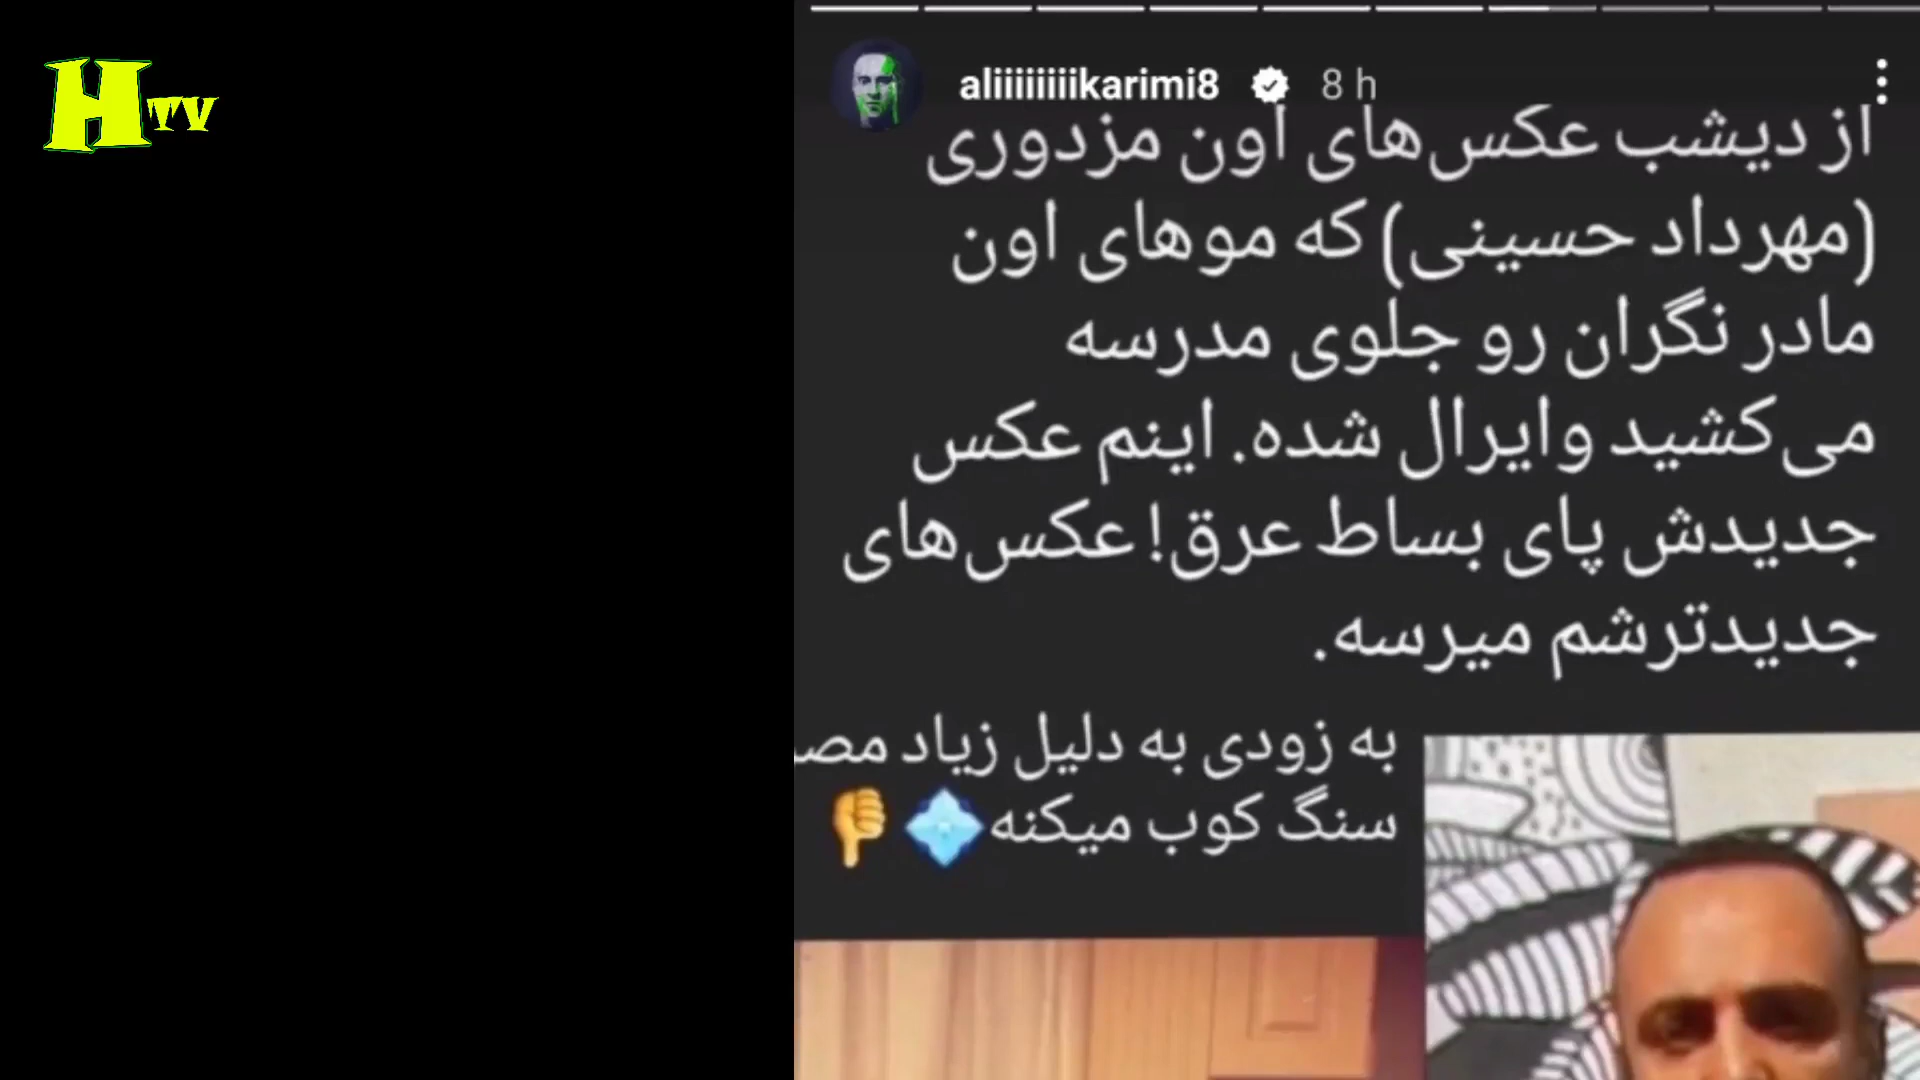 HTV
aliiiiiiiiikarimi8 8 h
از دیشب عکس‌های اون مزدوری
(مهرداد حسینی) که موهای اون
مادر نگران رو جلوی مدرسه
می‌کشید وایرال شده. اینم عکس
جدیدش پای بساط عرق! عکس‌های
جدیدترشم میرسه.
به زودی به دلیل زیاد
سنگ کوب میکنه💠👎